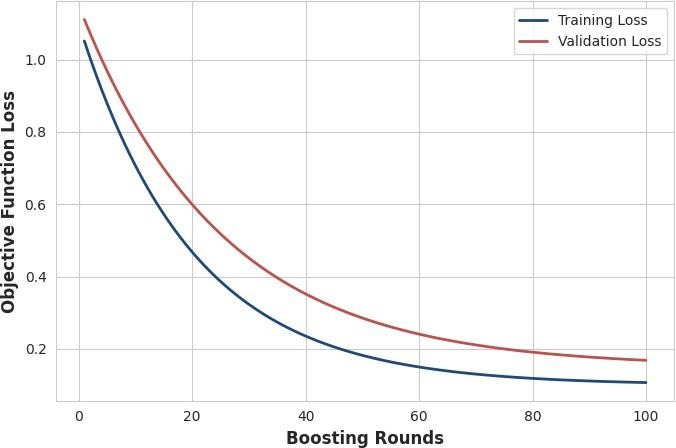 Training Loss
Validation Loss
Objective Function Loss
1.0
0.8
0.6
0.4
0.2
0 20 40 60 80 100
Boosting Rounds